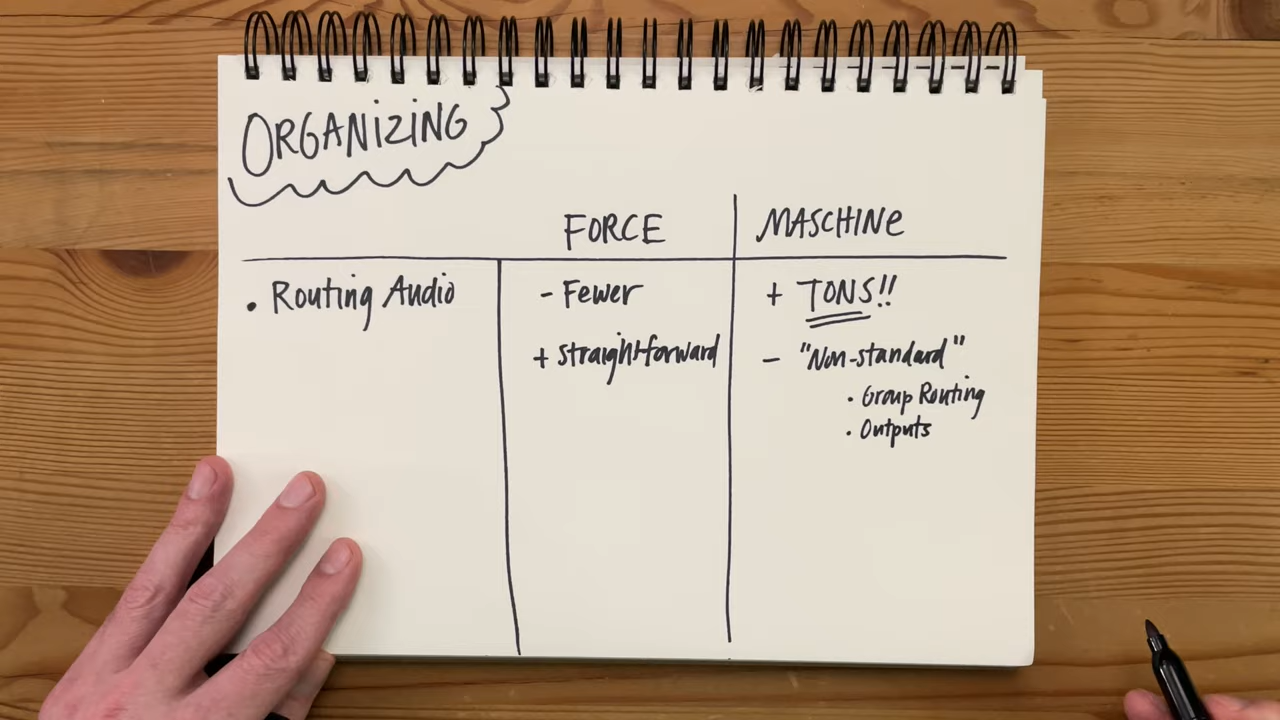 ORGANIZING
FORCE MASCHINE
• Routing Audio - Fewer + TONS!!
+ Straightforward - "Non-standard"
• Group Routing
• Outputs